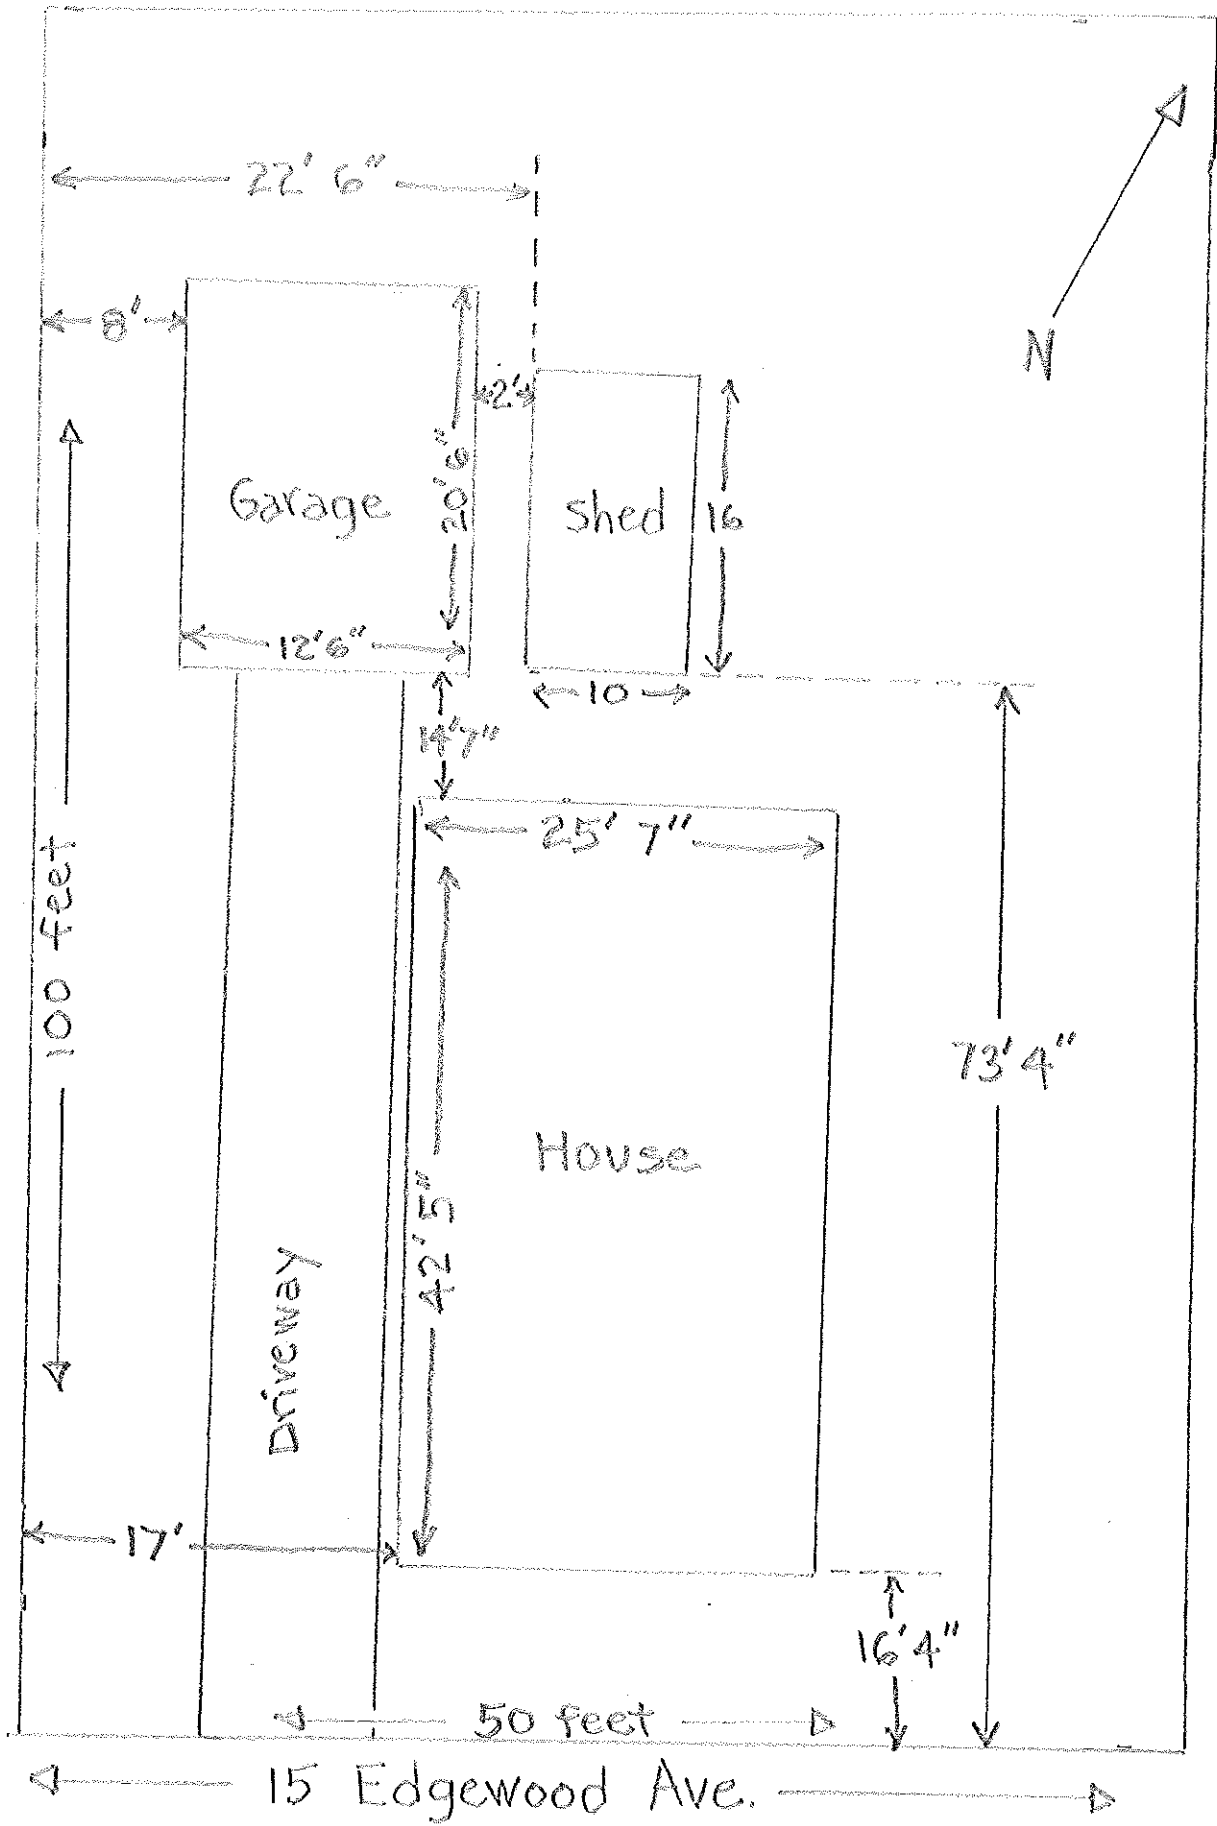 22' 6"
8'
N
2'
Garage
20' 6"
Shed
16
12'6"
10
14'7"
25' 7"
100 feet
73'4"
House
42' 5"
Driveway
17'
16'4"
50 feet
15 Edgewood Ave.